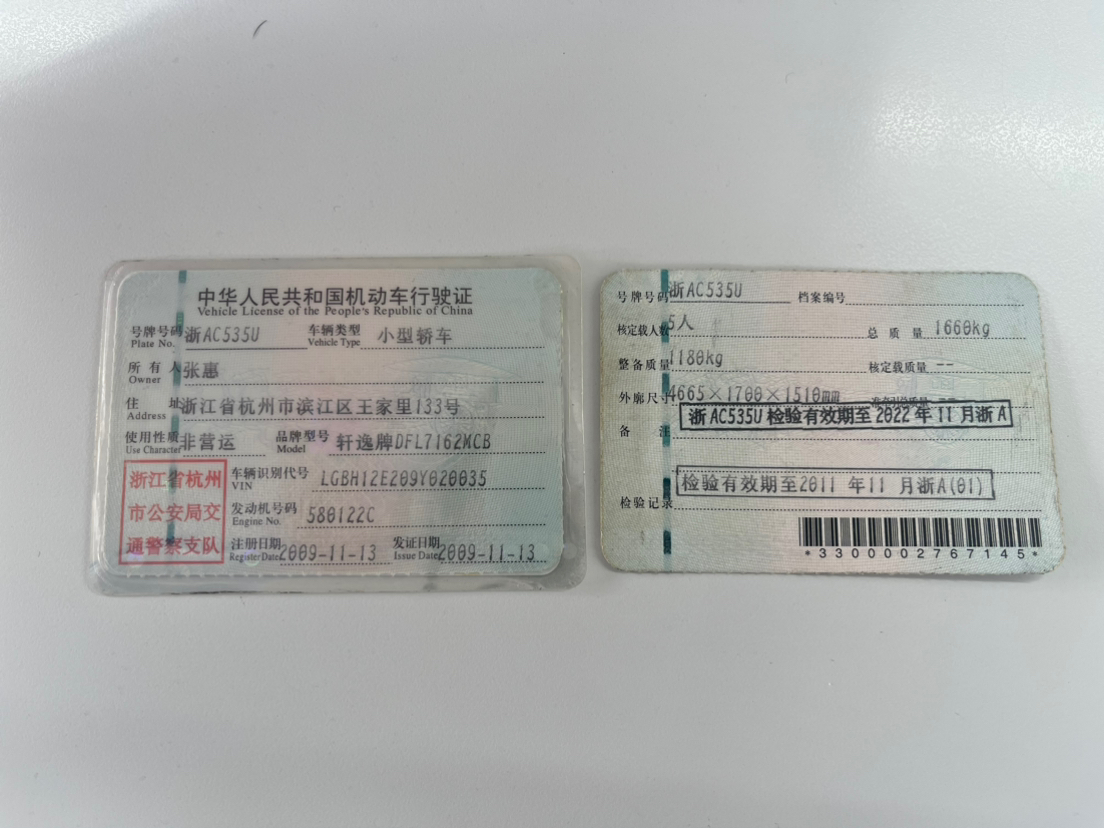 中华人民共和国机动车行驶证
Vehicle License of the People's Republic of China
号牌号码 浙AC535U 车辆类型 小型轿车
Plate No. Vehicle Type
所有人 张惠
Owner
住址 浙江省杭州市滨江区王家里133号
Address
使用性质 非营运 品牌型号 轩逸牌DFL7162MCB
Use Character Model
浙江省杭州
市公安局交
通警察支队
车辆识别代号 LGBH12E209Y020035
VIN
发动机号码 580122C
Engine No.
注册日期 2009-11-13 发证日期 2009-11-13
Register Date Issue Date
号牌号码 浙AC535U 档案编号
核定载人数 5人 总质量 1660kg
整备质量 1180kg 核定载质量 --
外廓尺寸 4665×1700×1510mm --
浙AC535U 检验有效期至 2022 年 11 月浙A
备注
检验有效期至2011 年11 月浙A(01)
检验记录
*3300002767145*